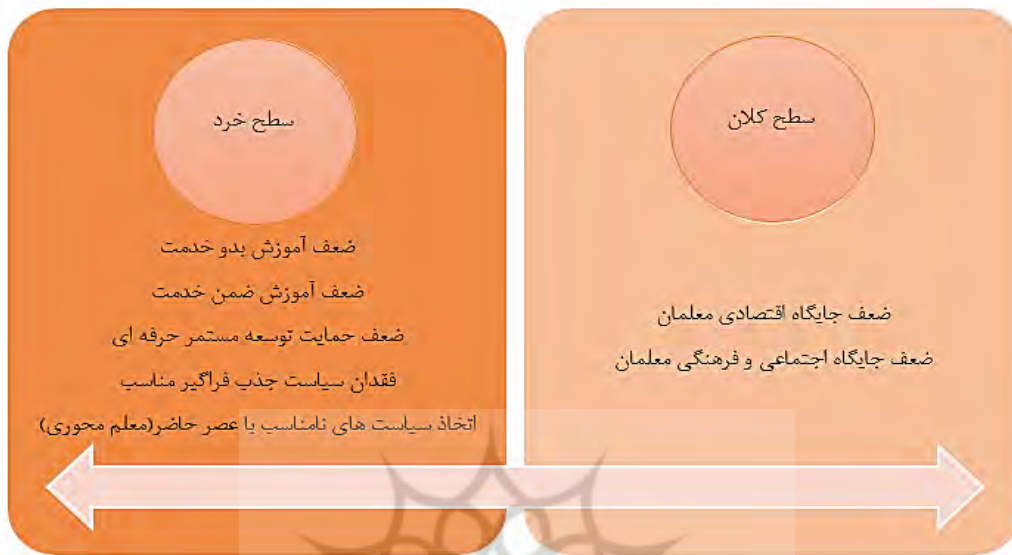 سطح کلان
ضعف جایگاه اقتصادی معلمان
ضعف جایگاه اجتماعی و فرهنگی معلمان
سطح خرد
ضعف آموزش بدو خدمت
ضعف آموزش ضمن خدمت
ضعف حمایت توسعه مستمر حرفه ای
فقدان سیاست جذب فراگیر مناسب
اتخاذ سیاست های نامناسب با عصر حاضر(معلم محوری)